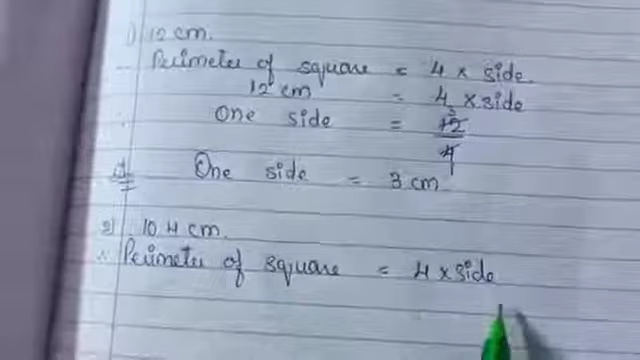 1) 12 cm.
Perimeter of square = 4 × side.
12 cm = 4 × side
∴ One side = 12/4 3
One side = 3 cm
2) 10.4 cm.
∴ Perimeter of square = 4 × side